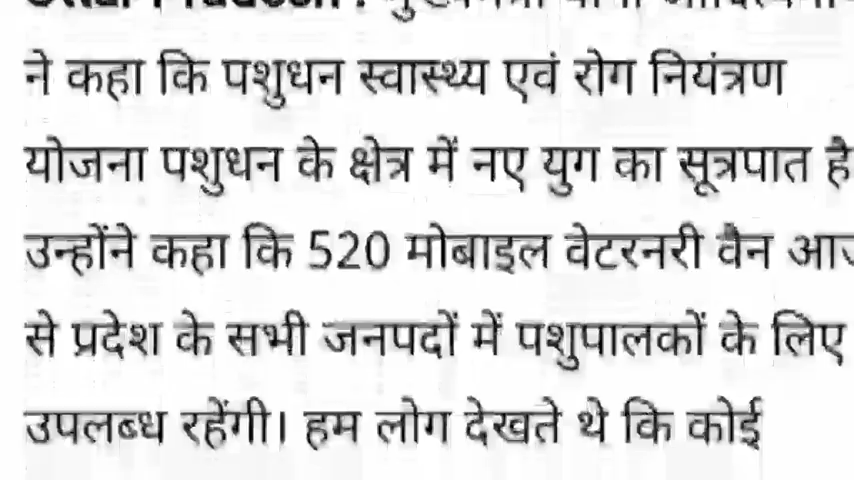 ने कहा कि पशुधन स्वास्थ्य एवं रोग नियंत्रण
योजना पशुधन के क्षेत्र में नए युग का सूत्रपात है
उन्होंने कहा कि 520 मोबाइल वेटरनरी वैन
से प्रदेश के सभी जनपदों में पशुपालकों के लिए
उपलब्ध रहेंगी। हम लोग देखते थे कि कोई